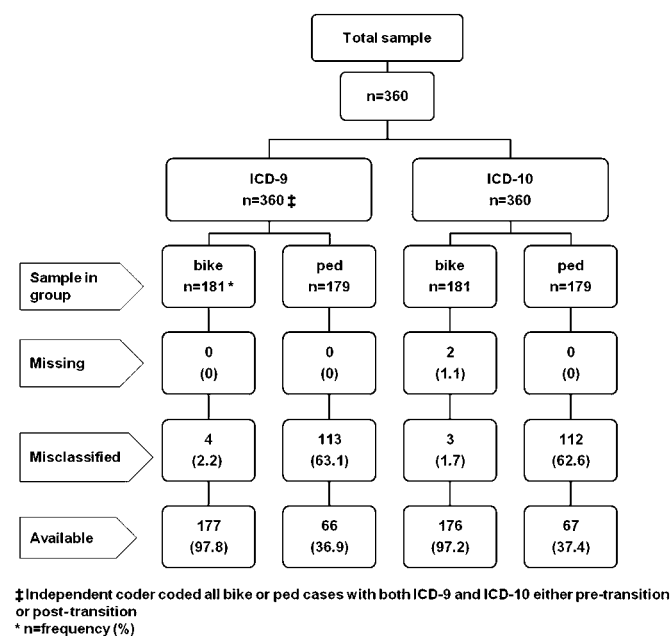 Total sample
n=360
ICD-9
n=360 ‡
ICD-10
n=360
Sample in
group
bike
n=181 *
ped
n=179
bike
n=181
ped
n=179
Missing
0
(0)
0
(0)
2
(1.1)
0
(0)
Misclassified
4
(2.2)
113
(63.1)
3
(1.7)
112
(62.6)
Available
177
(97.8)
66
(36.9)
176
(97.2)
67
(37.4)
‡ Independent coder coded all bike or ped cases with both ICD-9 and ICD-10 either pre-transition
or post-transition
* n=frequency (%)